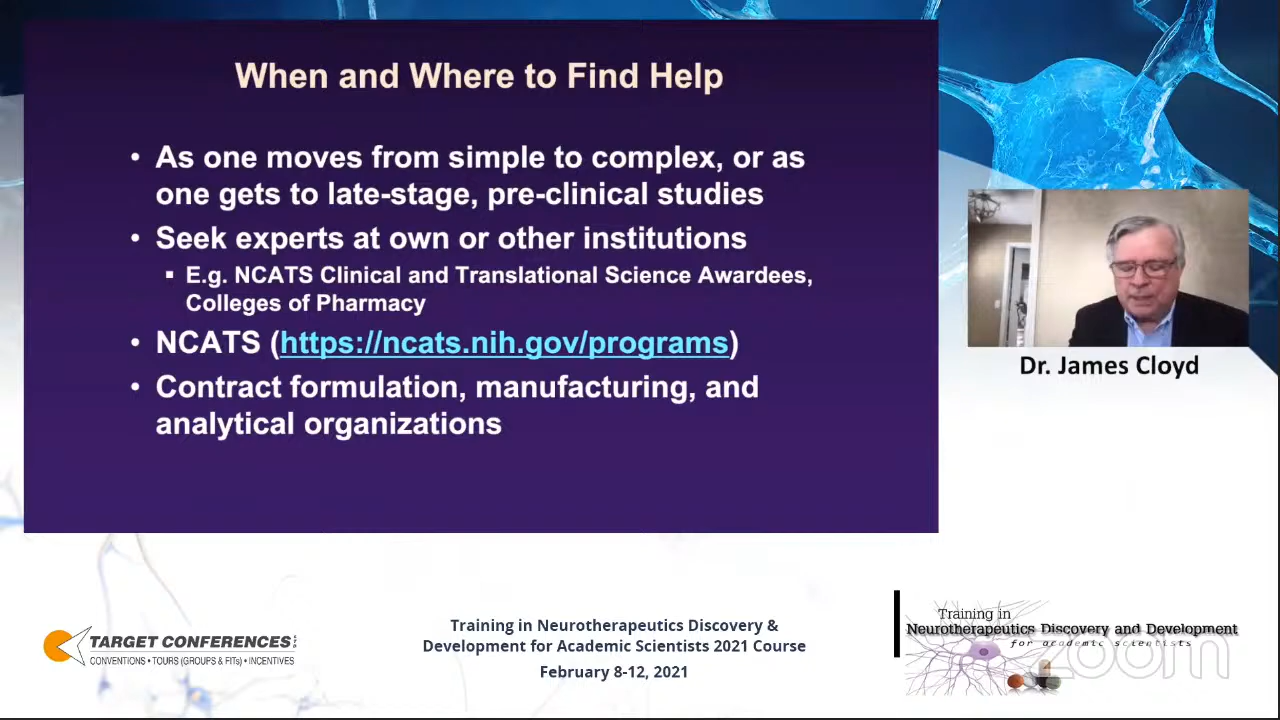 When and Where to Find Help
• As one moves from simple to complex, or as
one gets to late-stage, pre-clinical studies
• Seek experts at own or other institutions
▪ E.g. NCATS Clinical and Translational Science Awardees,
Colleges of Pharmacy
• NCATS (https://ncats.nih.gov/programs)
• Contract formulation, manufacturing, and
analytical organizations
Dr. James Cloyd
TARGET CONFERENCES
CONVENTIONS • TOURS (GROUPS & FITs) • INCENTIVES
Training in Neurotherapeutics Discovery &
Development for Academic Scientists 2021 Course
February 8-12, 2021
Training in
Neurotherapeutics Discovery and Development
for academic scientists
zoom